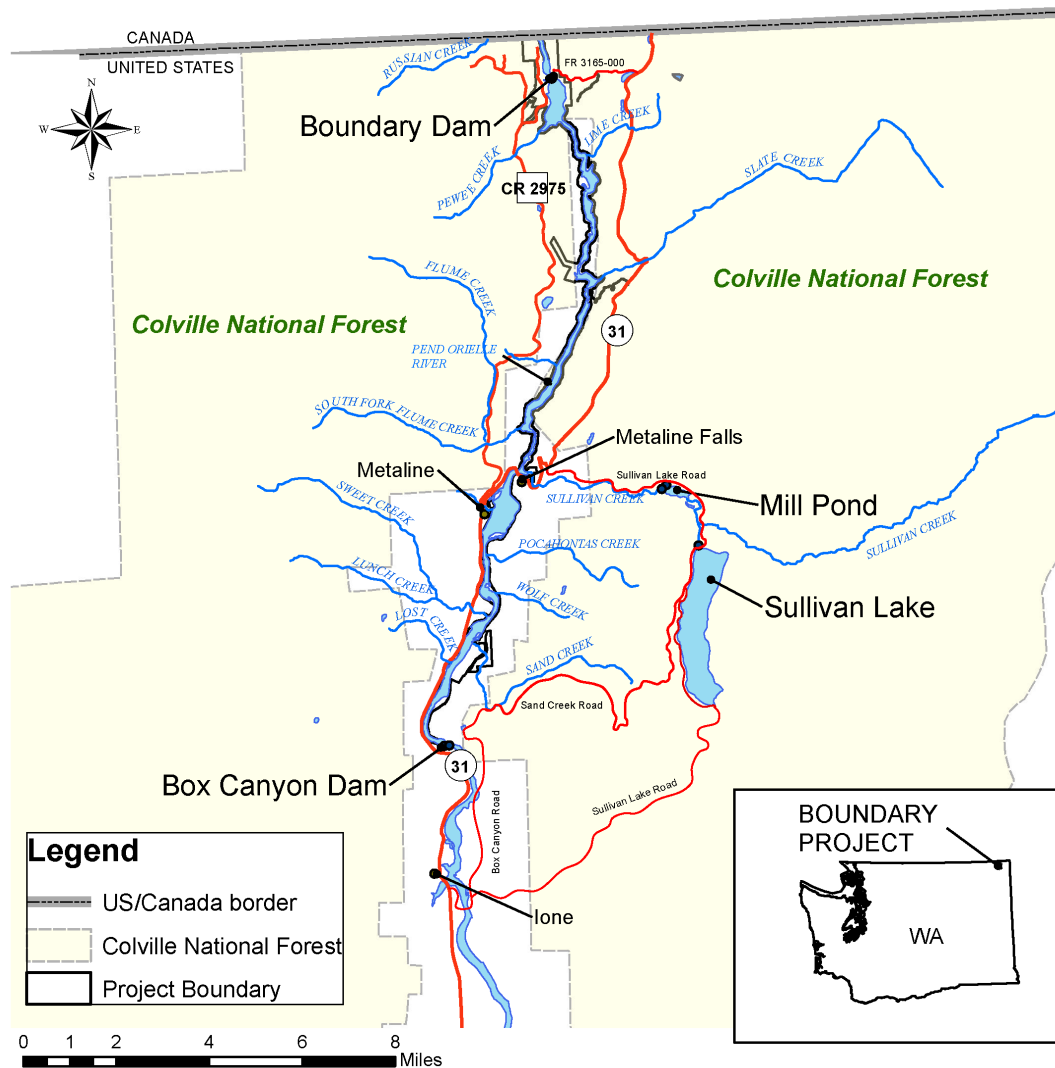 CANADA
UNITED STATES
RUSSIAN CREEK
FR 3165-000
N
W
E
S
Boundary Dam
LIME CREEK
PEWEE CREEK
CR 2975
SLATE CREEK
FLUME CREEK
Colville National Forest
Colville National Forest
31
PEND ORIELLE
RIVER
SOUTH FORK FLUME CREEK
Metaline Falls
Metaline
Sullivan Lake Road
SWEET CREEK
SULLIVAN CREEK
Mill Pond
SULLIVAN CREEK
POCAHONTAS CREEK
LUNCH CREEK
WOLF CREEK
Sullivan Lake
LOST CREEK
SAND CREEK
Sand Creek Road
Box Canyon Dam
31
Sullivan Lake Road
Box Canyon Road
Ione
BOUNDARY
PROJECT
WA
Legend
US/Canada border
Colville National Forest
Project Boundary
0 1 2 4 6 8
Miles